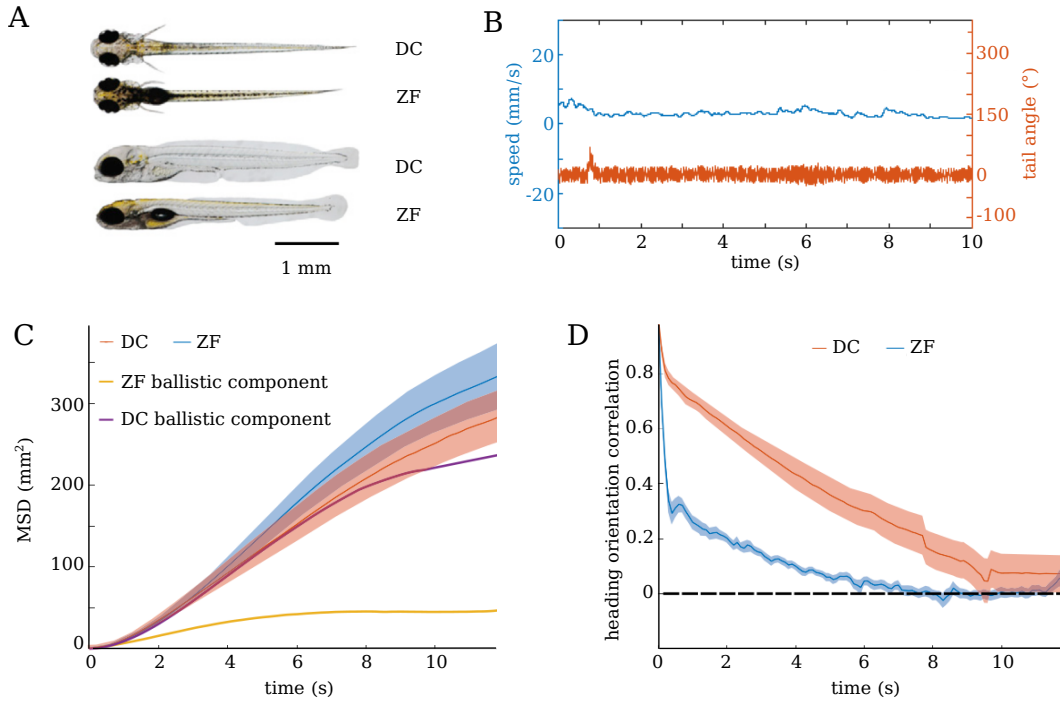 A
DC
ZF
DC
ZF
1 mm
B
30
20
0
-20
speed (mm/s)
300
150
0
-100
tail angle (°)
0 2 4 6 8 10
time (s)
C
DC ZF
ZF ballistic component
DC ballistic component
300
200
100
0
MSD (mm²)
0 2 4 6 8 10
time (s)
D
DC ZF
0.8
0.6
0.4
0.2
0
heading orientation correlation
0 2 4 6 8 10
time (s)